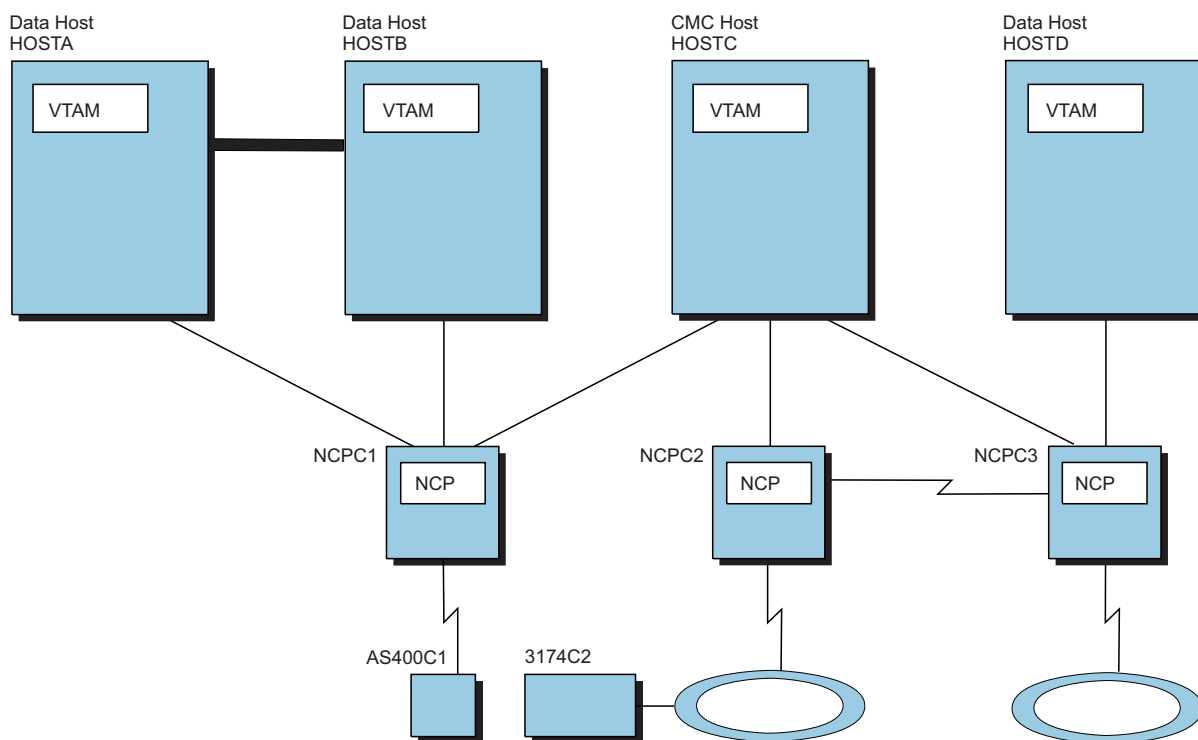 Data Host
HOSTA
Data Host
HOSTB
CMC Host
HOSTC
Data Host
HOSTD
VTAM
VTAM
VTAM
VTAM
NCPC1
NCP
NCPC2
NCP
NCPC3
NCP
AS400C1
3174C2